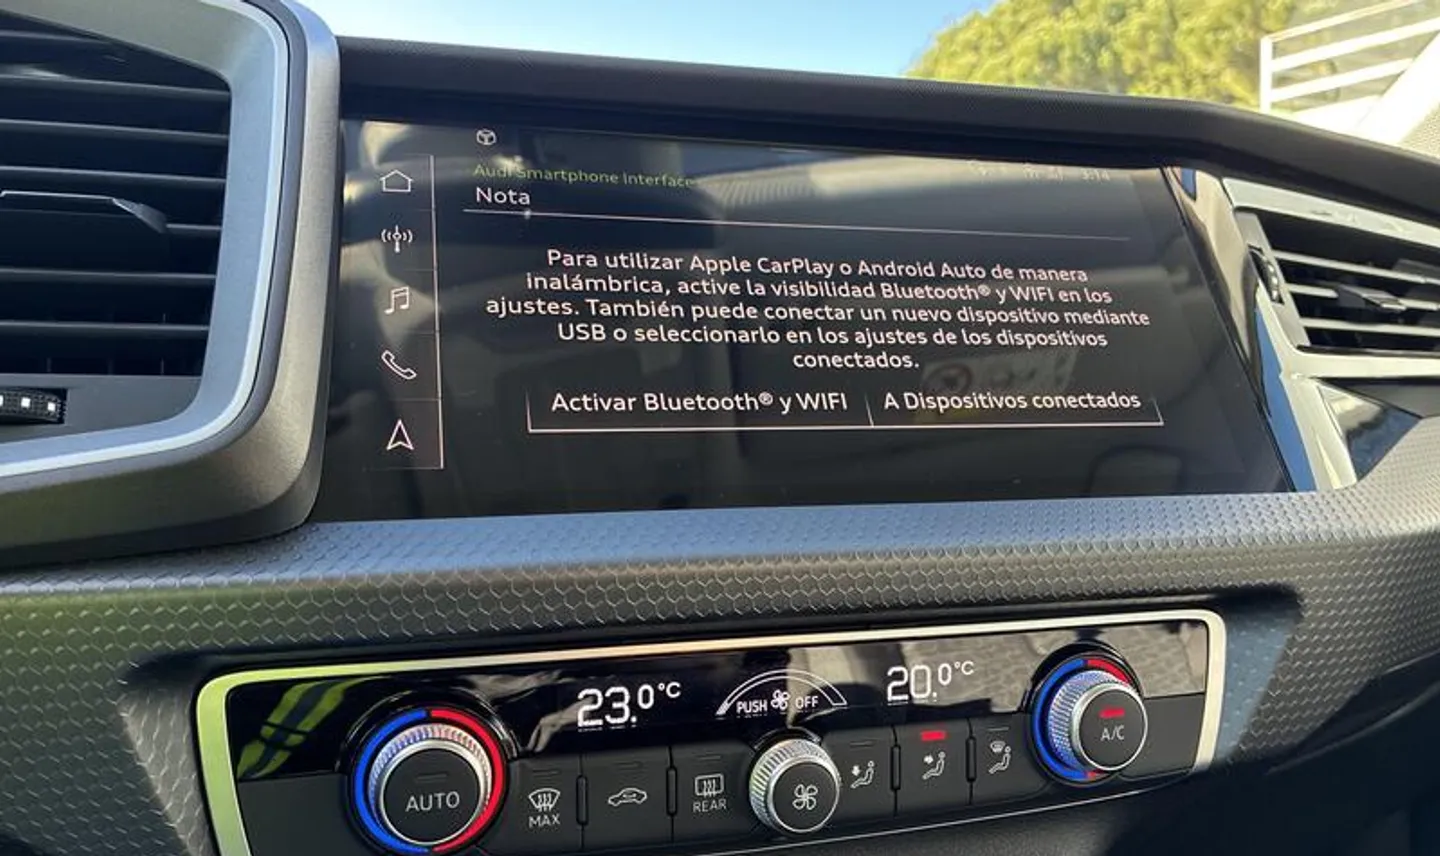 Audi Smartphone Interface
3:14
Nota
Para utilizar Apple CarPlay o Android Auto de manera
inalámbrica, active la visibilidad Bluetooth® y WIFI en los
ajustes. También puede conectar un nuevo dispositivo mediante
USB o seleccionarlo en los ajustes de los dispositivos
conectados.
Activar Bluetooth® y WIFI
A Dispositivos conectados
23.0°C
PUSH OFF
20.0°C
AUTO
MAX
REAR
A/C